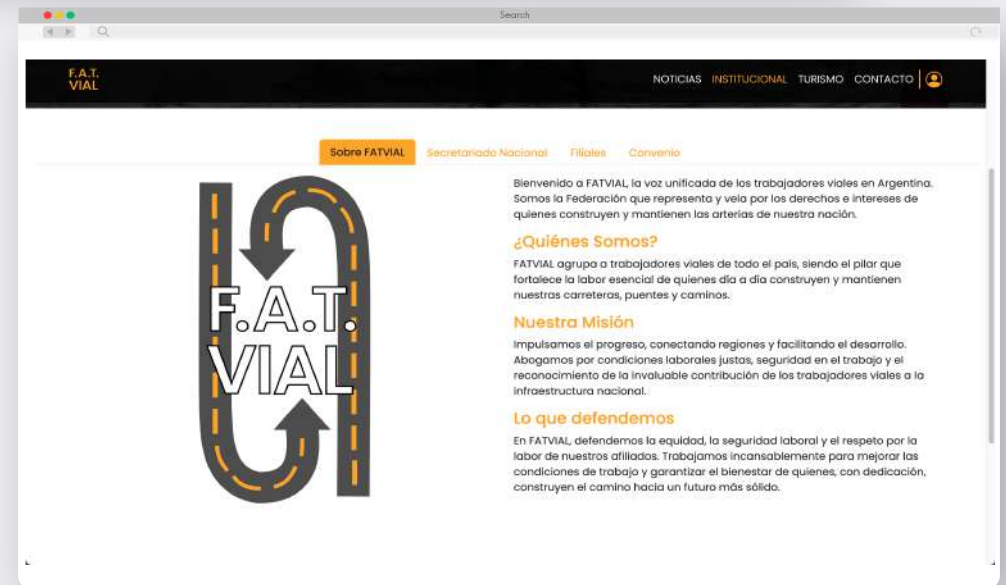 Search
F.A.T.
VIAL
NOTICIAS INSTITUCIONAL TURISMO CONTACTO
Sobre FATVIAL Secretariado Nacional Filiales Convenio
F.A.T.
VIAL
Bienvenido a FATVIAL, la voz unificada de los trabajadores viales en Argentina.
Somos la Federación que representa y vela por los derechos e intereses de
quienes construyen y mantienen las arterias de nuestra nación.
¿Quiénes Somos?
FATVIAL agrupa a trabajadores viales de todo el país, siendo el pilar que
fortalece la labor esencial de quienes día a día construyen y mantienen
nuestras carreteras, puentes y caminos.
Nuestra Misión
Impulsamos el progreso, conectando regiones y facilitando el desarrollo.
Abogamos por condiciones laborales justas, seguridad en el trabajo y el
reconocimiento de la invaluable contribución de los trabajadores viales a la
infraestructura nacional.
Lo que defendemos
En FATVIAL, defendemos la equidad, la seguridad laboral y el respeto por la
labor de nuestros afiliados. Trabajamos incansablemente para mejorar las
condiciones de trabajo y garantizar el bienestar de quienes, con dedicación,
construyen el camino hacia un futuro más sólido.